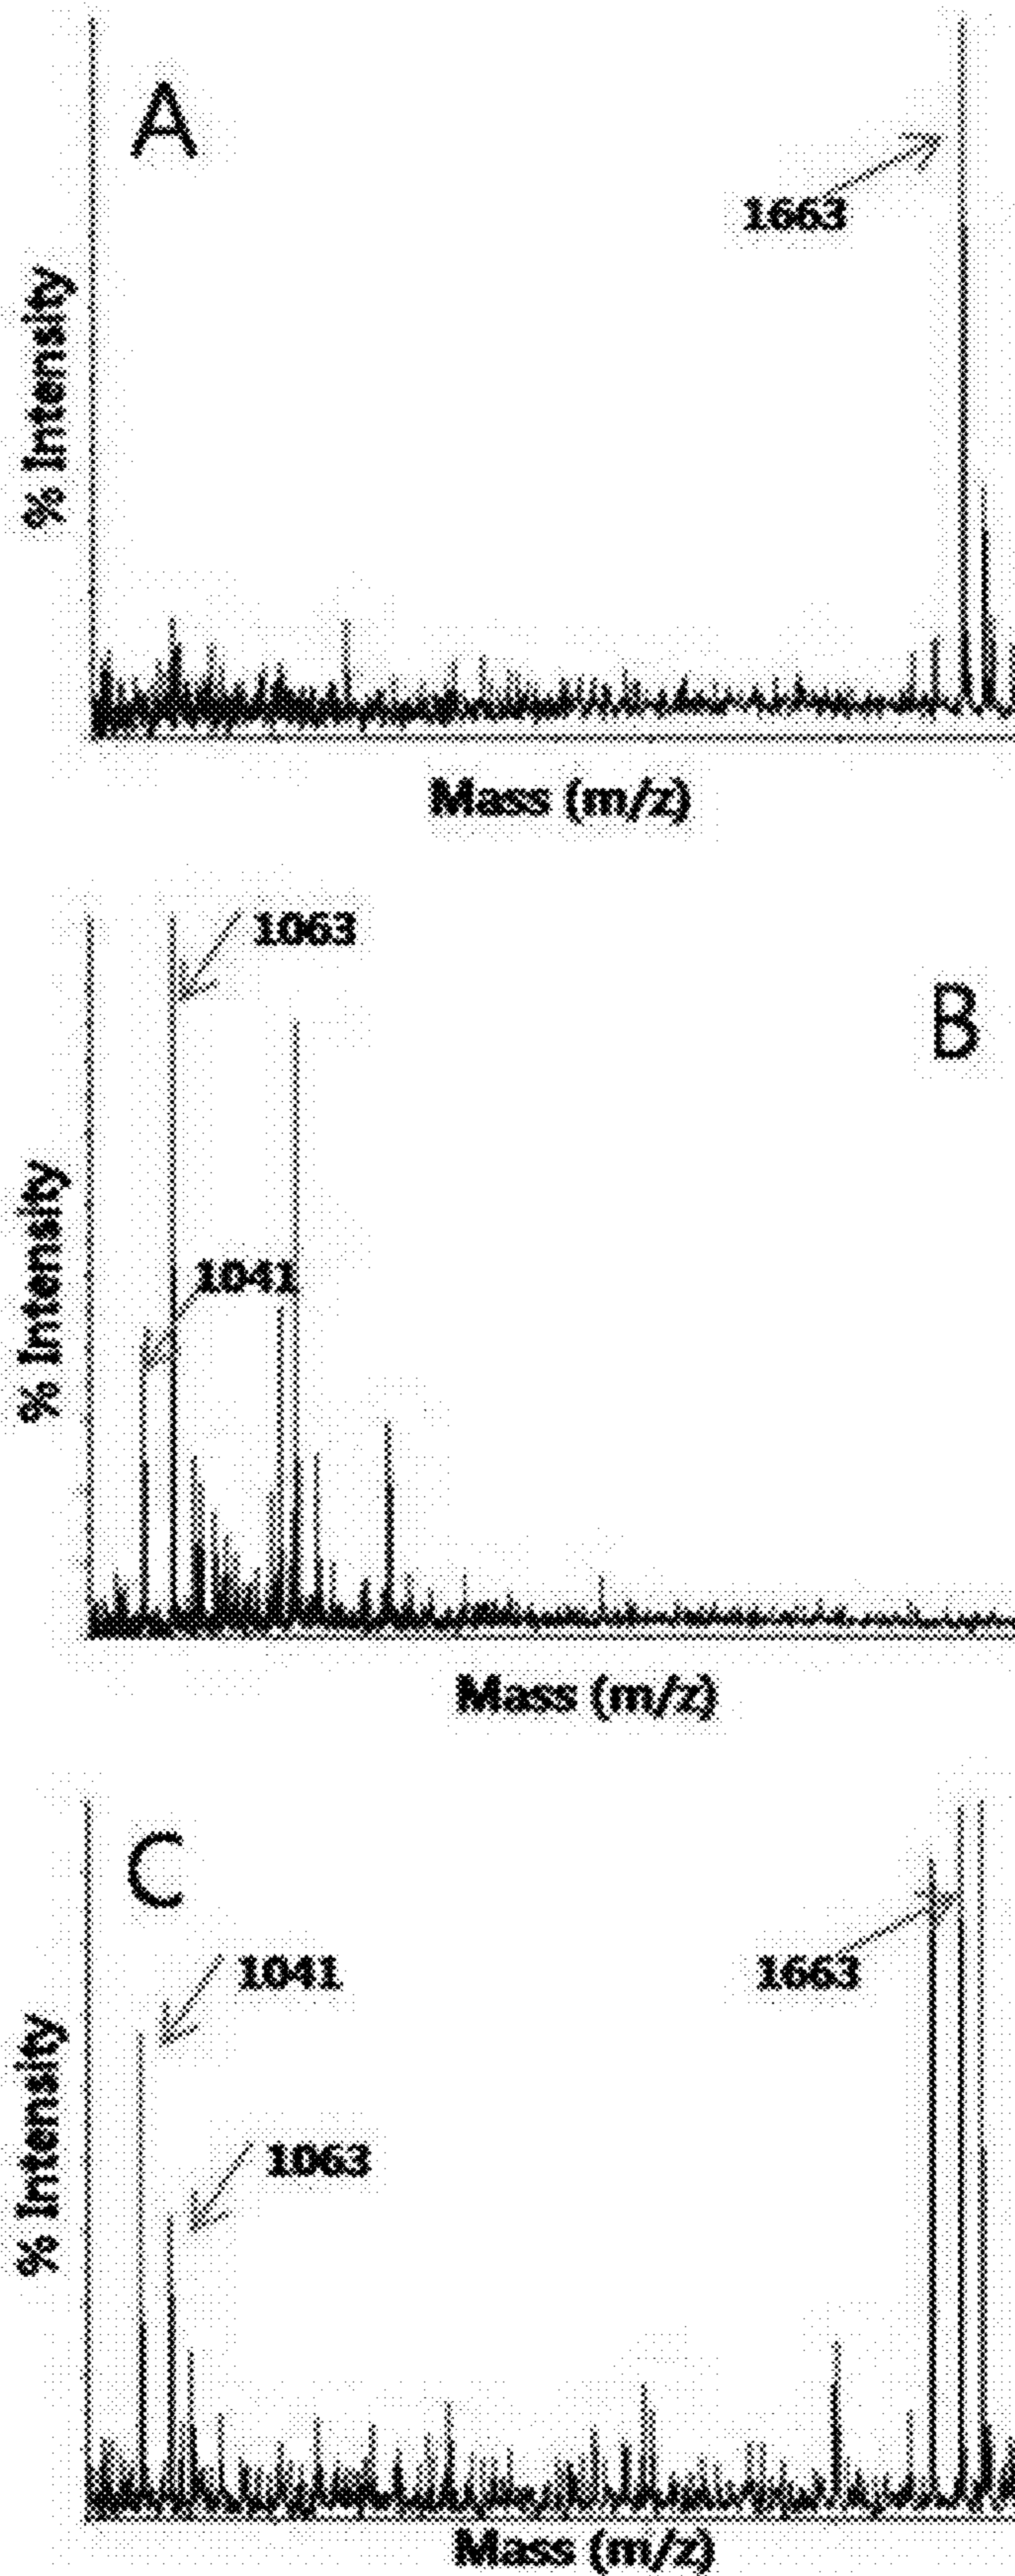 A
1663
% Intensity
Mass (m/z)
1063
B
1041
% Intensity
Mass (m/z)
C
1041
1663
1063
% Intensity
Mass (m/z)